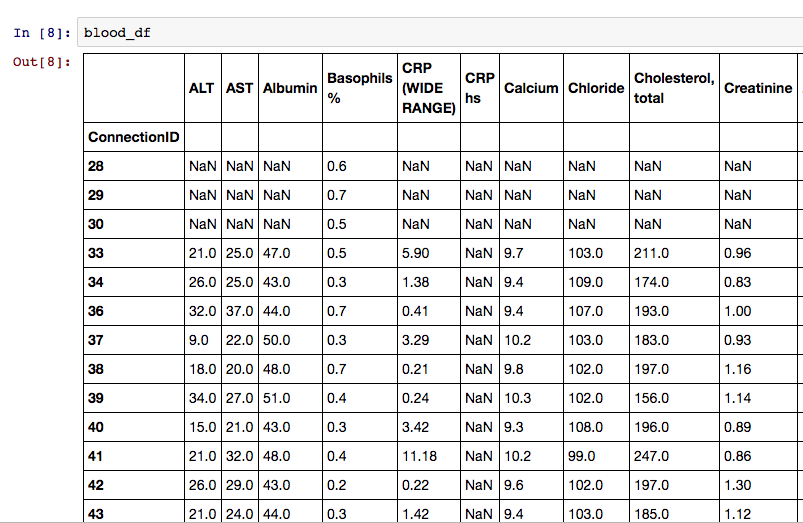 In [8]: blood_df
Out[8]:
ALT AST Albumin Basophils % CRP (WIDE RANGE) CRP hs Calcium Chloride Cholesterol, total Creatinine
ConnectionID
28 NaN NaN NaN 0.6 NaN NaN NaN NaN NaN NaN
29 NaN NaN NaN 0.7 NaN NaN NaN NaN NaN NaN
30 NaN NaN NaN 0.5 NaN NaN NaN NaN NaN NaN
33 21.0 25.0 47.0 0.5 5.90 NaN 9.7 103.0 211.0 0.96
34 26.0 25.0 43.0 0.3 1.38 NaN 9.4 109.0 174.0 0.83
36 32.0 37.0 44.0 0.7 0.41 NaN 9.4 107.0 193.0 1.00
37 9.0 22.0 50.0 0.3 3.29 NaN 10.2 103.0 183.0 0.93
38 18.0 20.0 48.0 0.7 0.21 NaN 9.8 102.0 197.0 1.16
39 34.0 27.0 51.0 0.4 0.24 NaN 10.3 102.0 156.0 1.14
40 15.0 21.0 43.0 0.3 3.42 NaN 9.3 108.0 196.0 0.89
41 21.0 32.0 48.0 0.4 11.18 NaN 10.2 99.0 247.0 0.86
42 26.0 29.0 43.0 0.2 0.22 NaN 9.6 102.0 197.0 1.30
43 21.0 24.0 44.0 0.3 1.42 NaN 9.4 103.0 185.0 1.12